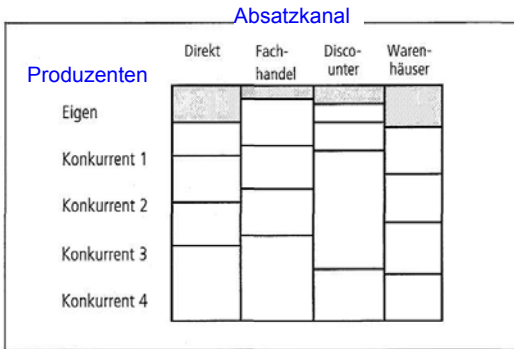 Absatzkanal
Direkt Fach- Disco- Waren-
handel unter häuser
Produzenten
Eigen
Konkurrent 1
Konkurrent 2
Konkurrent 3
Konkurrent 4